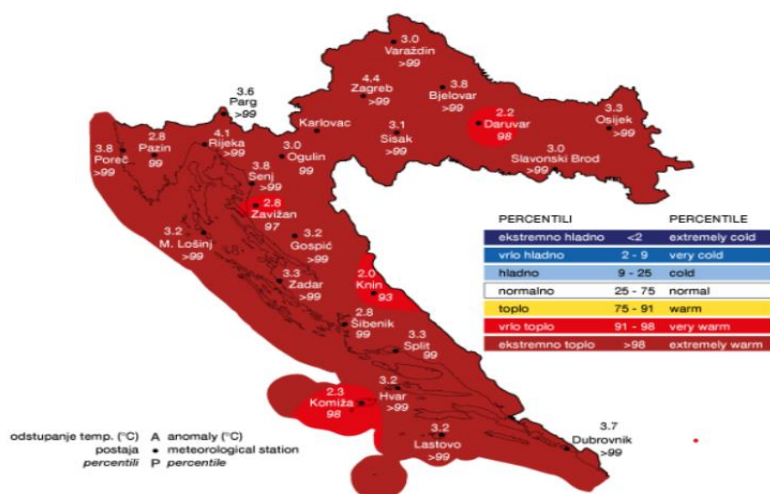 3.0
Varaždin
>99
4.4
Zagreb
>99
3.8
Bjelovar
>99
3.6
Parg
>99
2.2
Daruvar
98
3.3
Osijek
>99
Karlovac
3.1
Sisak
>99
2.8
Pazin
99
4.1
Rijeka
>99
3.8
Poreč
>99
3.0
Ogulin
99
3.0
Slavonski Brod
>99
3.8
Senj
>99
2.8
Zavižan
97
3.2
M. Lošinj
>99
3.2
Gospić
>99
3.3
Zadar
>99
2.0
Knin
93
2.8
Šibenik
99
3.3
Split
99
3.2
Hvar
>99
2.3
Komiža
98
3.2
Lastovo
>99
3.7
Dubrovnik
>99
PERCENTILI PERCENTILE
ekstremno hladno <2 extremely cold
vrlo hladno 2 - 9 very cold
hladno 9 - 25 cold
normalno 25 - 75 normal
toplo 75 - 91 warm
vrlo toplo 91 - 98 very warm
ekstremno toplo >98 extremely warm
odstupanje temp. (°C) A anomaly (°C)
postaja meteorological station
percentili P percentile